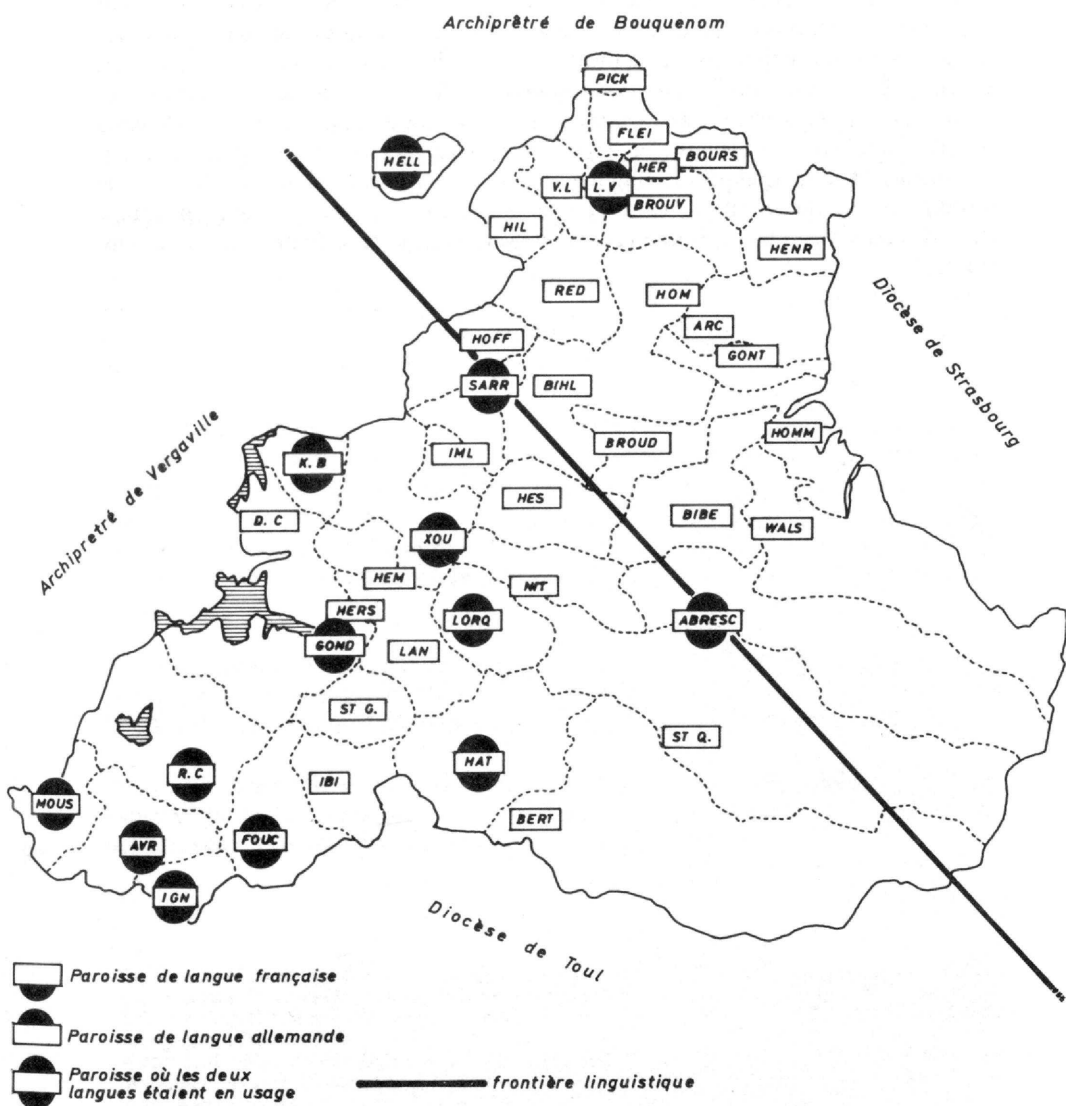 Archiprêtré de Bouquenom
PICK
FLEI
HELL
HER
BOURS
V.L
L.V
BROUV
HIL
HENR
RED
HOM
Diocèse de Strasbourg
ARC
HOFF
GONT
SARR
BIHL
Archiprêtré de Vergaville
K.B
IML
BROUD
HOMM
D.C
HES
BIBE
WALS
XOU
HEM
NIT
HERS
LORQ
ABRESC
GOND
LAN
ST G.
ST Q.
R.C
HAT
IBI
MOUS
BERT
AVR
FOUC
IGN
Diocèse de Toul
Paroisse de langue française
Paroisse de langue allemande
Paroisse où les deux
langues étaient en usage
frontière linguistique